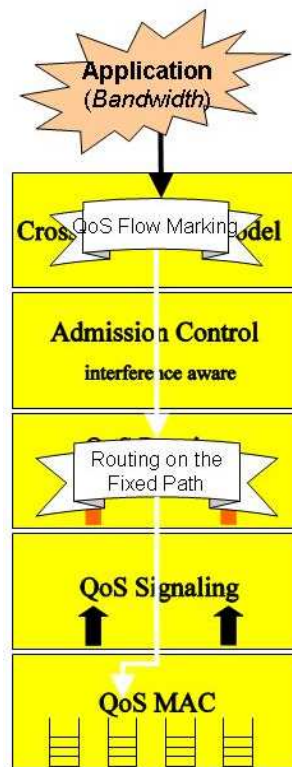 Application
(Bandwidth)
Cross
QoS Flow Marking
odel
Admission Control
interference aware
Routing on the
Fixed Path
QoS Signaling
QoS MAC